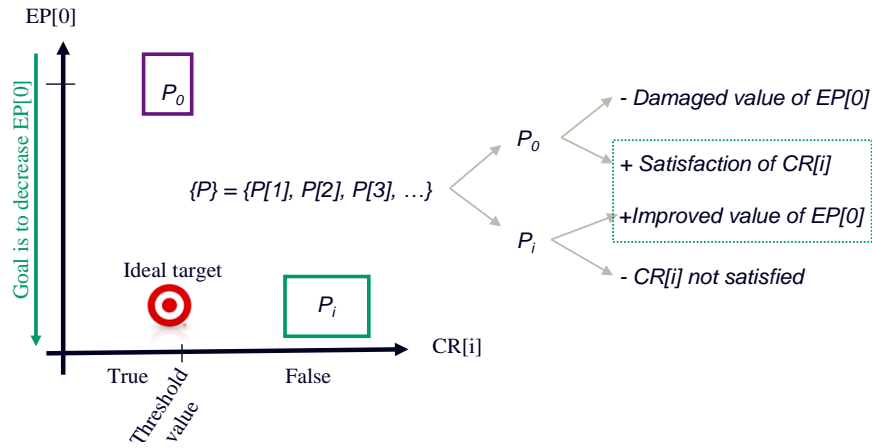 EP[0]
Goal is to decrease EP[0]
P0
- Damaged value of EP[0]
P0
+ Satisfaction of CR[i]
{P} = {P[1], P[2], P[3], …}
+Improved value of EP[0]
Pi
Ideal target
- CR[i] not satisfied
Pi
CR[i]
True
False
Threshold
value